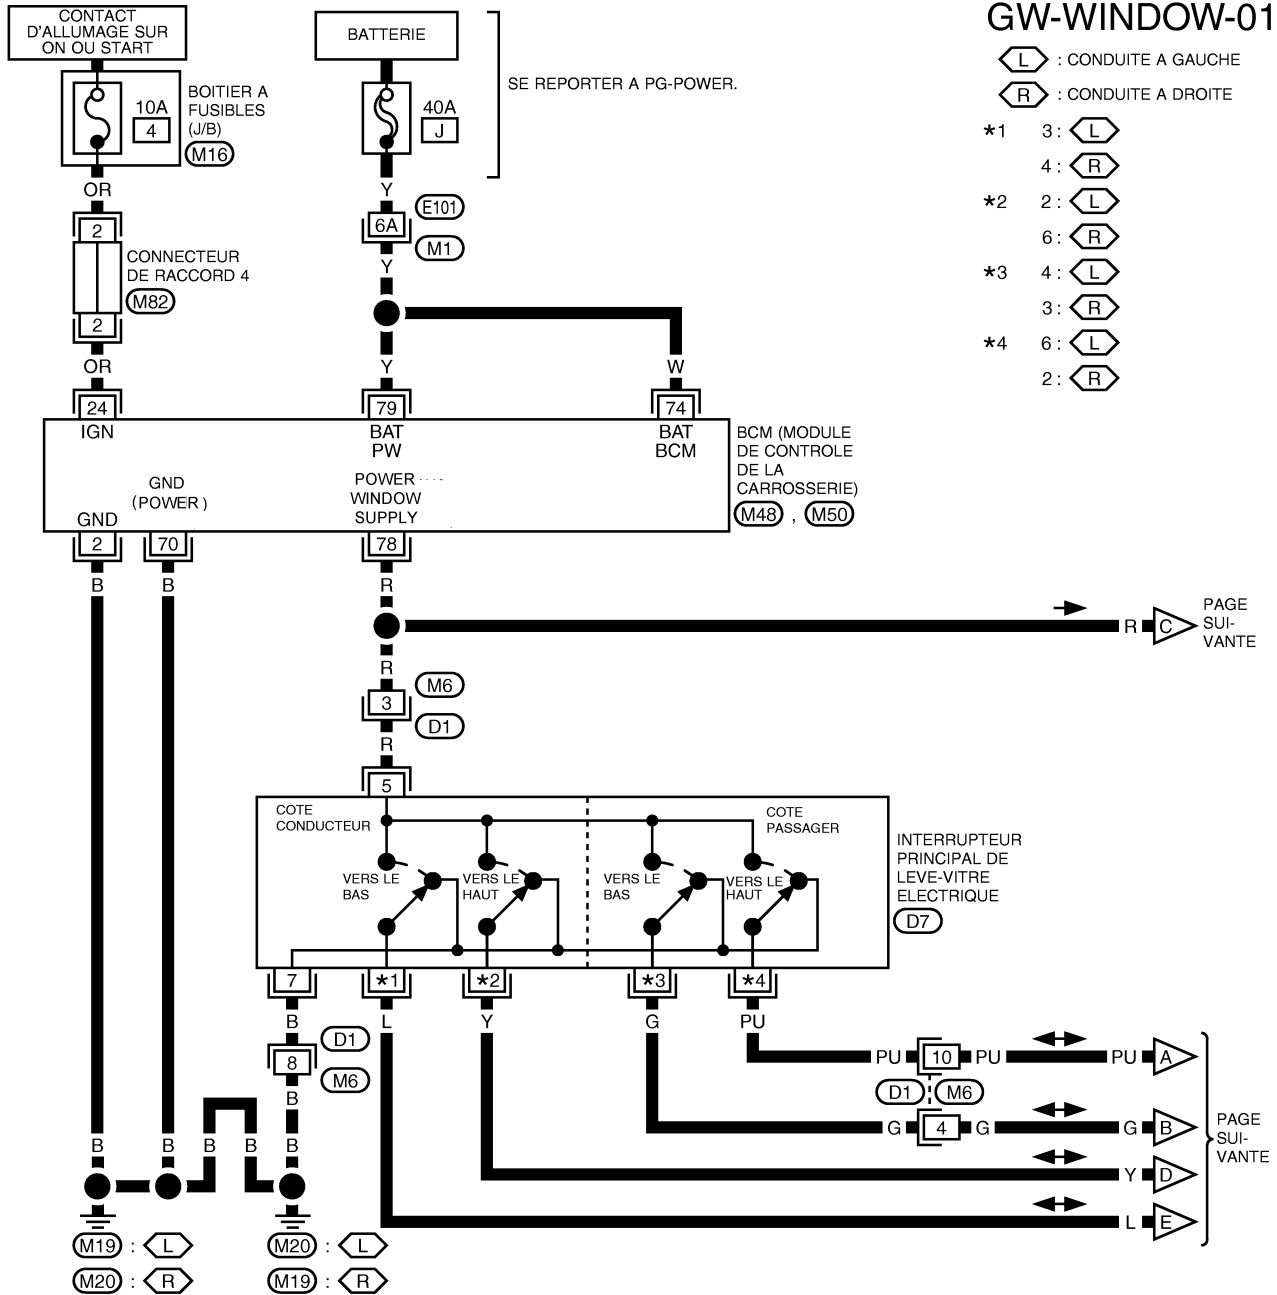 GW-WINDOW-01
CONTACT
D'ALLUMAGE SUR
ON OU START
BATTERIE
SE REPORTER A PG-POWER.
L : CONDUITE A GAUCHE
R : CONDUITE A DROITE
*1 3 : L
4 : R
*2 2 : L
6 : R
*3 4 : L
3 : R
*4 6 : L
2 : R
10A
4
BOITIER A
FUSIBLES
(J/B)
M16
40A
J
OR
Y
E101
2
6A
M1
CONNECTEUR
DE RACCORD 4
M82
Y
2
OR
Y
W
24
79
74
IGN
BAT
PW
BAT
BCM
GND
(POWER)
POWER
WINDOW
SUPPLY
GND
BCM (MODULE
DE CONTROLE
DE LA
CARROSSERIE)
M48 , M50
2
70
78
B
B
R
R
C
PAGE
SUI-
VANTE
R
M6
3
D1
R
5
COTE
CONDUCTEUR
COTE
PASSAGER
VERS LE
BAS
VERS LE
HAUT
VERS LE
BAS
VERS LE
HAUT
INTERRUPTEUR
PRINCIPAL DE
LEVE-VITRE
ELECTRIQUE
D7
7
*1
*2
*3
*4
B
L
Y
G
PU
D1
8
M6
B
PU
10
PU
PU
A
D1
M6
G
4
G
G
B
Y
D
L
E
PAGE
SUI-
VANTE
B
B
B
B
B
M19 : L
M20 : R
M20 : L
M19 : R